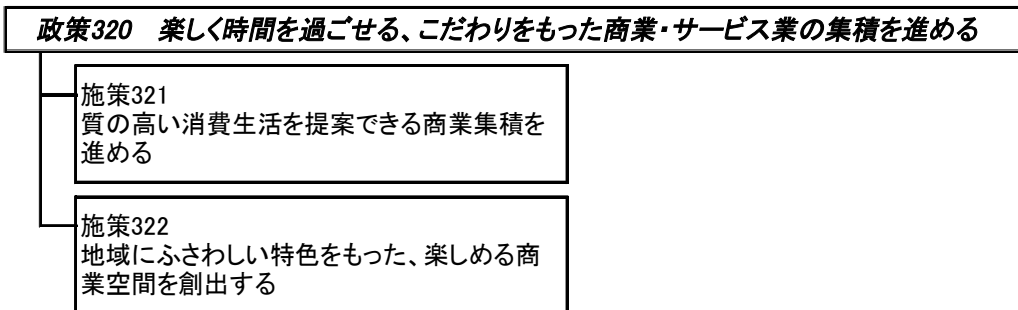 政策320　楽しく時間を過ごせる、こだわりをもった商業・サービス業の集積を進める
施策321
質の高い消費生活を提案できる商業集積を
進める
施策322
地域にふさわしい特色をもった、楽しめる商
業空間を創出する